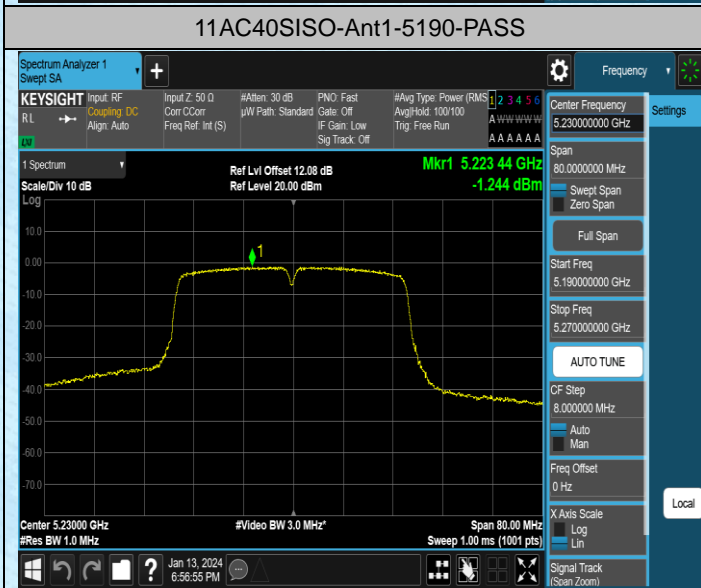 11AC40SISO-Ant1-5190-PASS
Spectrum Analyzer 1
Swept SA
Frequency
KEYSIGHT
RL
LXI
Input: RF
Coupling: DC
Align: Auto
Input Z: 50 Ω
Corr CCorr
Freq Ref: Int (S)
#Atten: 30 dB
µW Path: Standard
PNO: Fast
Gate: Off
IF Gain: Low
Sig Track: Off
#Avg Type: Power (RMS
Avg|Hold: 100/100
Trig: Free Run
1 2 3 4 5 6
A W W W W W
A A A A A A
1 Spectrum
Scale/Div 10 dB
Log
Ref Lvl Offset 12.08 dB
Ref Level 20.00 dBm
Mkr1 5.223 44 GHz
-1.244 dBm
10.0
0.00
-10.0
-20.0
-30.0
-40.0
-50.0
-60.0
-70.0
1
Center 5.23000 GHz
#Res BW 1.0 MHz
#Video BW 3.0 MHz*
Span 80.00 MHz
Sweep 1.00 ms (1001 pts)
Center Frequency
5.230000000 GHz
Span
80.0000000 MHz
Swept Span
Zero Span
Full Span
Start Freq
5.190000000 GHz
Stop Freq
5.270000000 GHz
AUTO TUNE
CF Step
8.000000 MHz
Auto
Man
Freq Offset
0 Hz
X Axis Scale
Log
Lin
Signal Track
(Span Zoom)
Settings
Local
?
Jan 13, 2024
6:56:55 PM